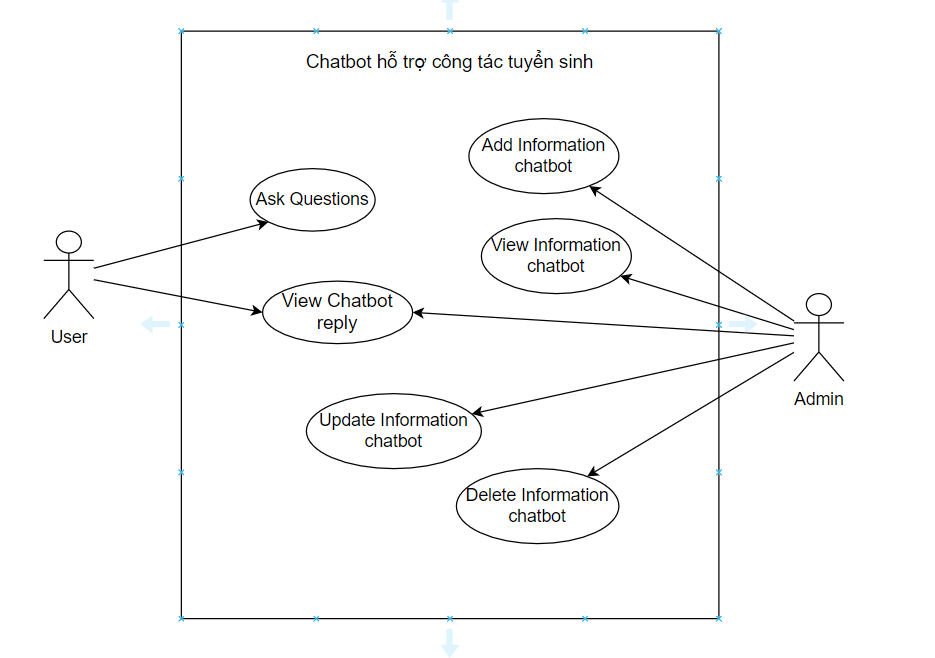 Chatbot hỗ trợ công tác tuyển sinh
Add Information
chatbot
Ask Questions
View Information
chatbot
View Chatbot
reply
User
Admin
Update Information
chatbot
Delete Information
chatbot